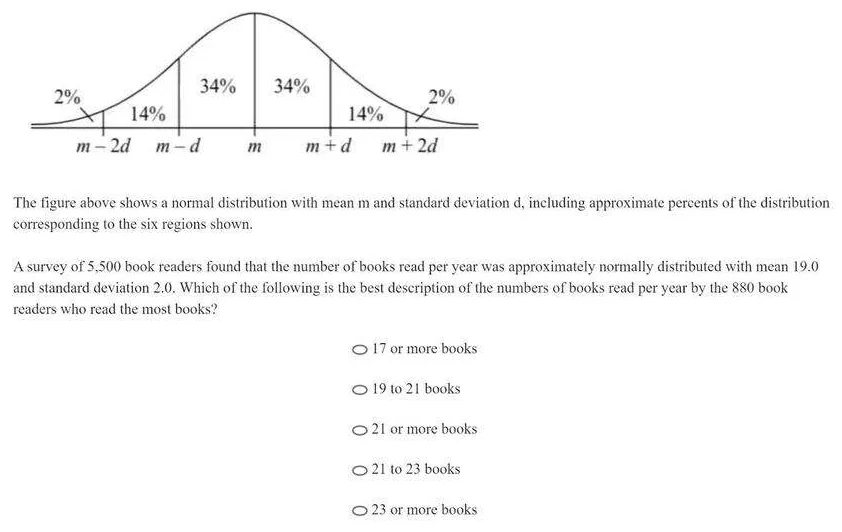 34% 34%
2% 2%
14% 14%
m – 2d m – d m m + d m + 2d
The figure above shows a normal distribution with mean m and standard deviation d, including approximate percents of the distribution
corresponding to the six regions shown.
A survey of 5,500 book readers found that the number of books read per year was approximately normally distributed with mean 19.0
and standard deviation 2.0. Which of the following is the best description of the numbers of books read per year by the 880 book
readers who read the most books?
17 or more books
19 to 21 books
21 or more books
21 to 23 books
23 or more books